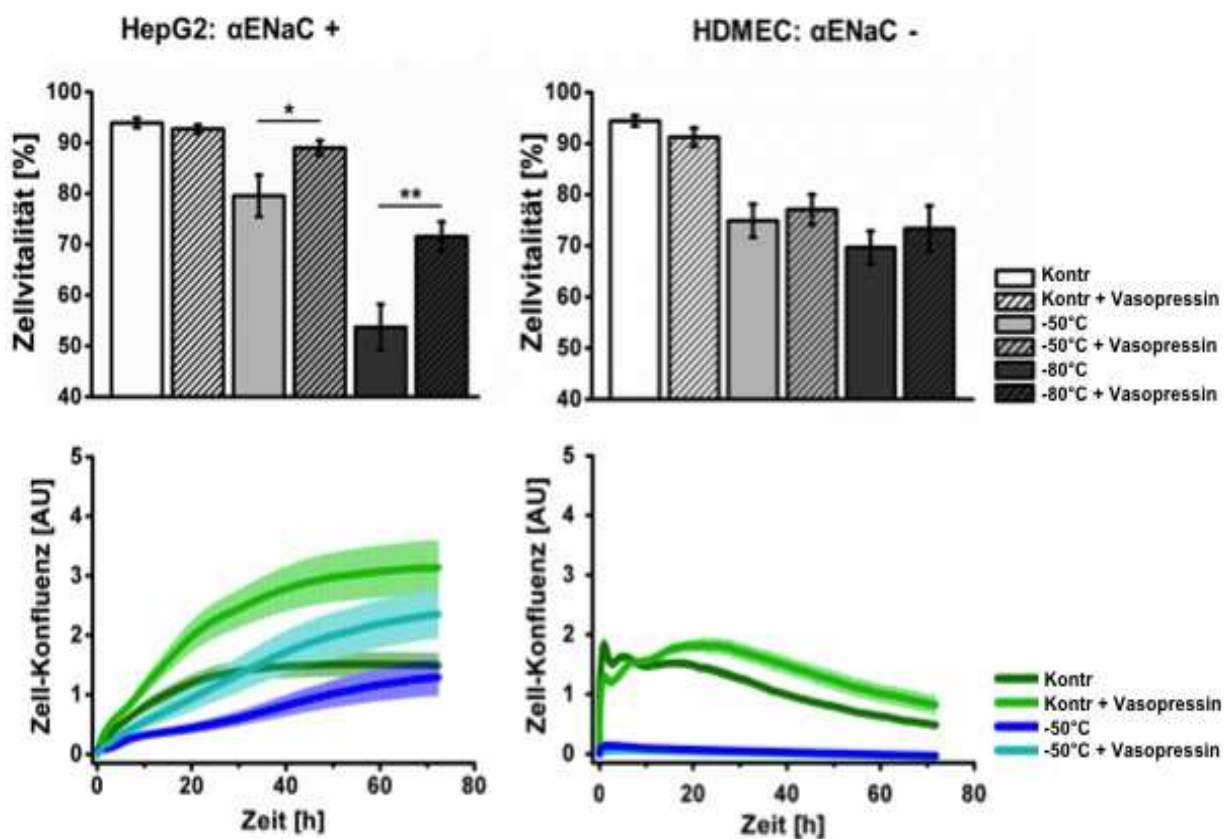 HepG2: αENaC +
HDMEC: αENaC -
Zellvitalität [%]
100
90
80
70
60
50
40
*
**
Zellvitalität [%]
100
90
80
70
60
50
40
Kontr
Kontr + Vasopressin
-50°C
-50°C + Vasopressin
-80°C
-80°C + Vasopressin
Zell-Konfluenz [AU]
5
4
3
2
1
0
0 20 40 60 80
Zeit [h]
Zell-Konfluenz [AU]
5
4
3
2
1
0
0 20 40 60 80
Zeit [h]
Kontr
Kontr + Vasopressin
-50°C
-50°C + Vasopressin